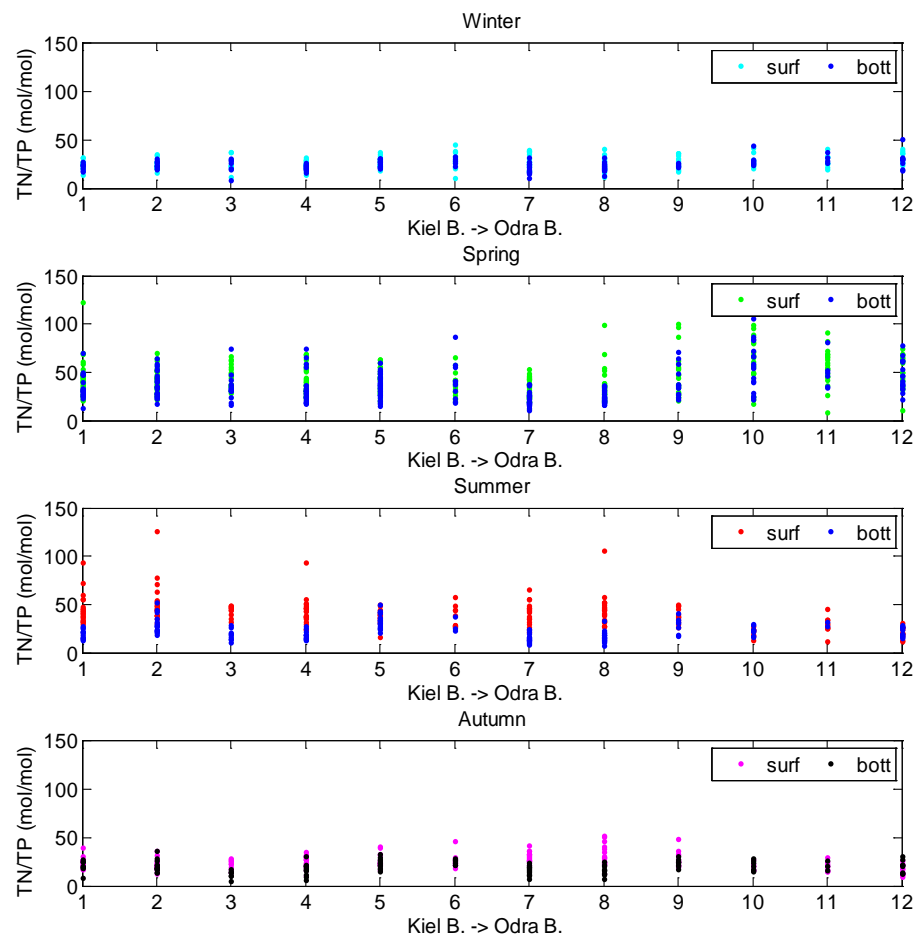 Winter
150
100
50
0
TN/TP (mol/mol)
surf bott
1 2 3 4 5 6 7 8 9 10 11 12
Kiel B. -> Odra B.
Spring
150
100
50
0
TN/TP (mol/mol)
surf bott
1 2 3 4 5 6 7 8 9 10 11 12
Kiel B. -> Odra B.
Summer
150
100
50
0
TN/TP (mol/mol)
surf bott
1 2 3 4 5 6 7 8 9 10 11 12
Kiel B. -> Odra B.
Autumn
150
100
50
0
TN/TP (mol/mol)
surf bott
1 2 3 4 5 6 7 8 9 10 11 12
Kiel B. -> Odra B.